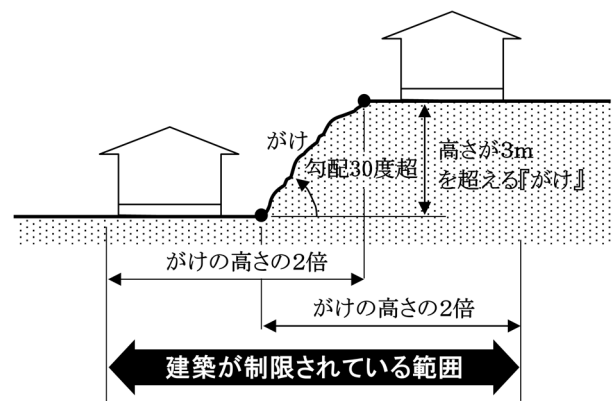 がけ
勾配30度超
高さが3m
を超える『がけ』
がけの高さの2倍
がけの高さの2倍
建築が制限されている範囲